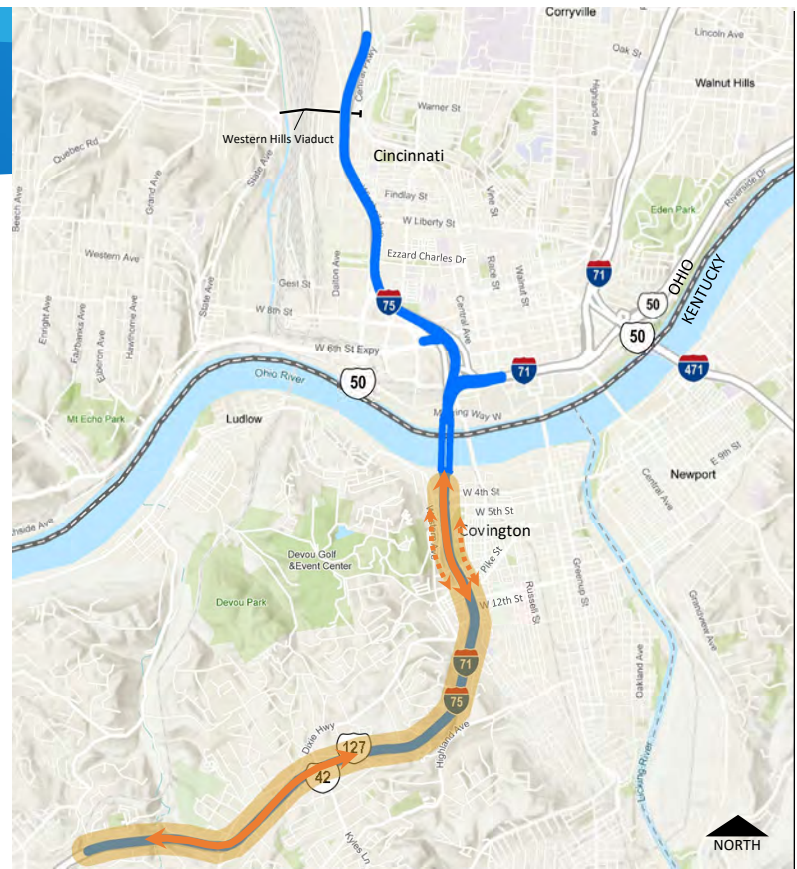 Corryville
Lincoln Ave
Oak St
Central Pkwy
Highland Ave
Walnut Hills
Warner St
Western Hills Viaduct
Quebec Rd
State Ave
Cincinnati
Grand Ave
Beech Ave
Findlay St
Vine St
W Liberty St
Eden Park
Riverside Dr
Western Ave
Ezzard Charles Dr
Dalton Ave
Gest St
Race St
Walnut St
71
OHIO
KENTUCKY
State Ave
75
50
W 8th St
Central Ave
50
Enright Ave
Fairbanks Ave
Elberon Ave
Hawthorne Ave
W 6th St Expy
71
471
Ohio River
50
Mt Echo Park
Ludlow
E 9th St
Newport
Central Ave
W 4th St
W 5th St
Covington
Devou Golf
&Event Center
Pike St
Devou Park
W 12th St
Russell St
Greenup St
Grandview Ave
Oakland Ave
71
75
Dixie Hwy
127
42
Highland Ave
Licking River
Kyles Ln
NORTH